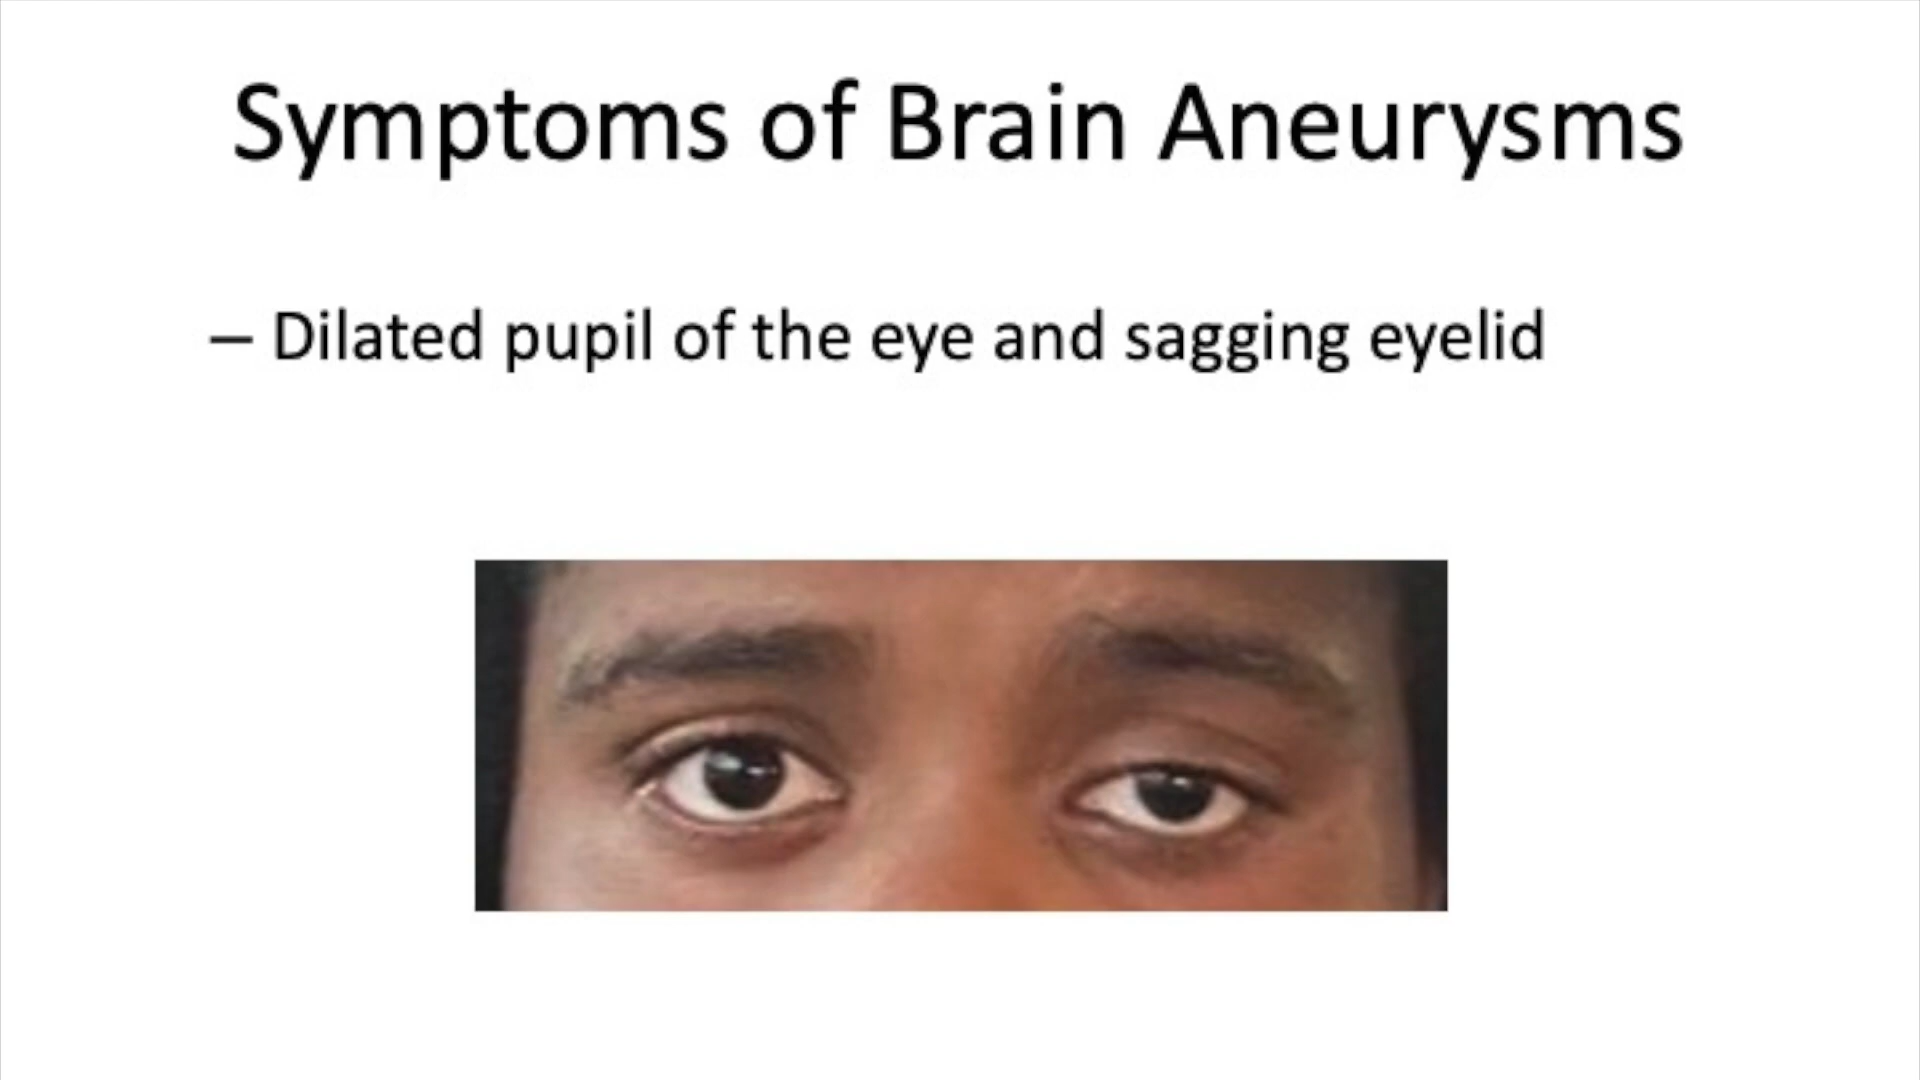 Symptoms of Brain Aneurysms
– Dilated pupil of the eye and sagging eyelid